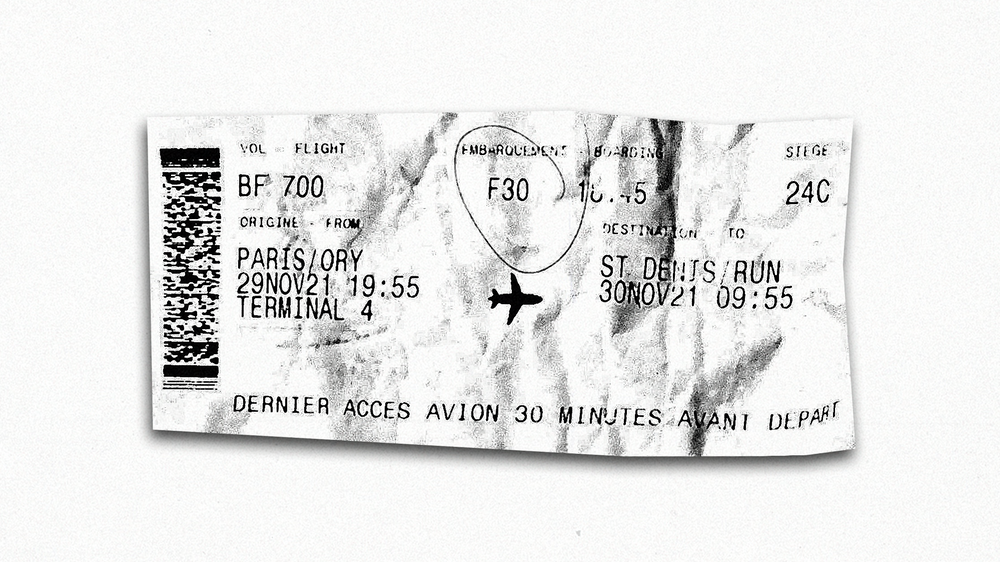 VOL - FLIGHT
EMBARQUEMENT - BOARDING
SIEGE
BF 700
F30
24C
ORIGINE - FROM
DESTINATION - TO
PARIS/ORY
29NOV21 19:55
TERMINAL 4
ST DENIS/RUN
30NOV21 09:55
DERNIER ACCES AVION 30 MINUTES AVANT DEPART